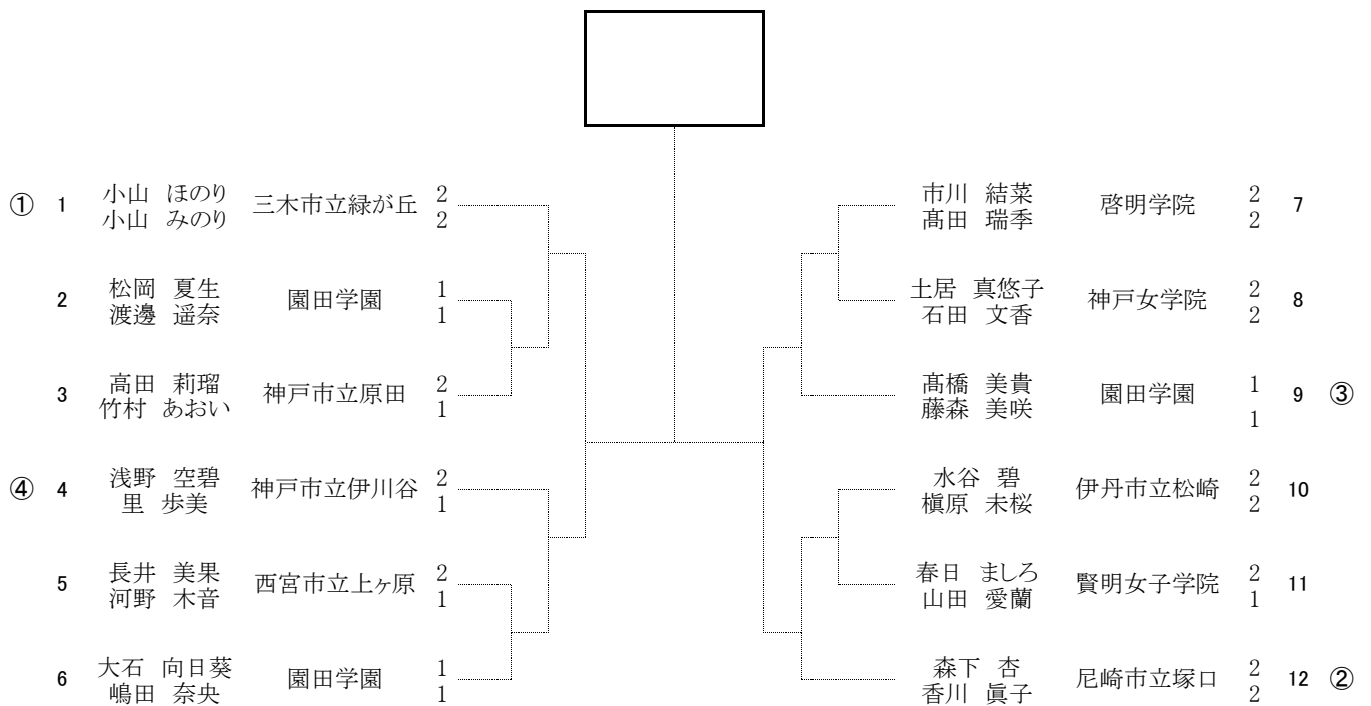 小山 ほのり 2
① 1 三木市立緑が丘
小山 みのり 2
松岡 夏生 1
2 園田学園
渡邊 遥奈 1
高田 莉瑠 2
3 神戸市立原田
竹村 あおい 1
浅野 空碧 2
④ 4 神戸市立伊川谷
里 歩美 1
長井 美果 2
5 西宮市立上ヶ原
河野 木音 1
大石 向日葵 1
6 園田学園
嶋田 奈央 1
市川 結菜 2
啓明学院 7
髙田 瑞季 2
土居 真悠子 2
神戸女学院 8
石田 文香 2
髙橋 美貴 1
園田学園 9 ③
藤森 美咲 1
水谷 碧 2
伊丹市立松崎 10
槇原 未桜 2
春日 ましろ 2
賢明女子学院 11
山田 愛蘭 1
森下 杏 2
尼崎市立塚口 12 ②
香川 眞子 2